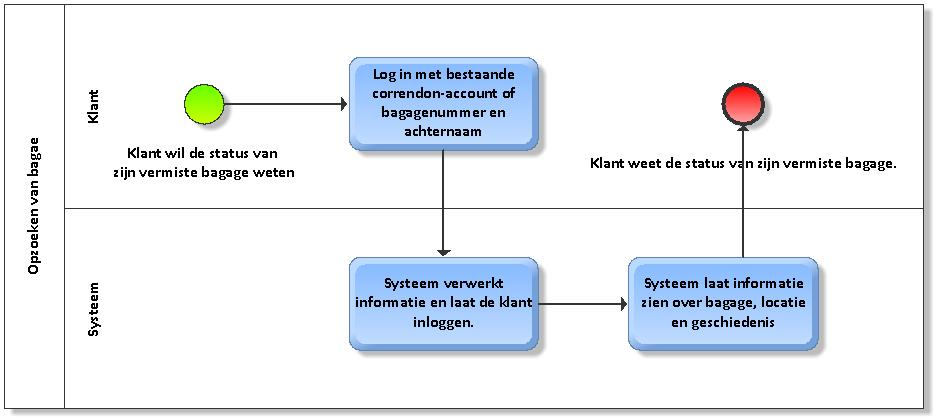 Opzoeken van bagae
Klant
Klant wil de status van
zijn vermiste bagage weten
Log in met bestaande
correndon-account of
bagagenummer en
achternaam
Klant weet de status van zijn vermiste bagage.
Systeem
Systeem verwerkt
informatie en laat de klant
inloggen.
Systeem laat informatie
zien over bagage, locatie
en geschiedenis